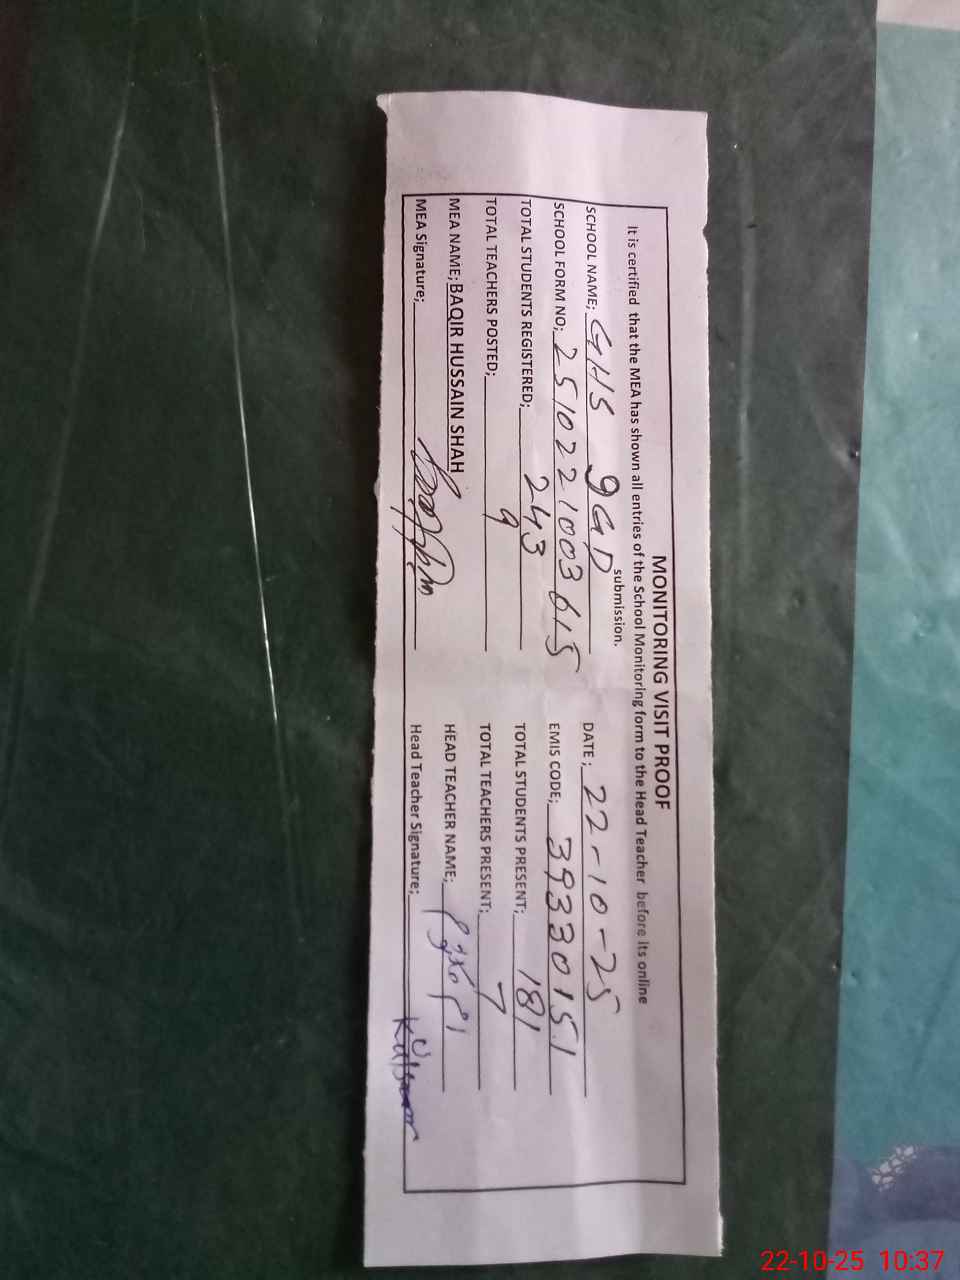 MONITORING VISIT PROOF
It is certified that the MEA has shown all entries of the School Monitoring form to the Head Teacher before its online
submission.
SCHOOL NAME; GHS 9GD DATE; 22-10-25
SCHOOL FORM NO; 2510221003615 EMIS CODE; 39330151
TOTAL STUDENTS REGISTERED; 243 TOTAL STUDENTS PRESENT; 181
TOTAL TEACHERS POSTED; 9 TOTAL TEACHERS PRESENT; 7
MEA NAME; BAQIR HUSSAIN SHAH HEAD TEACHER NAME;
MEA Signature; Head Teacher Signature;
22-10-25 10:37